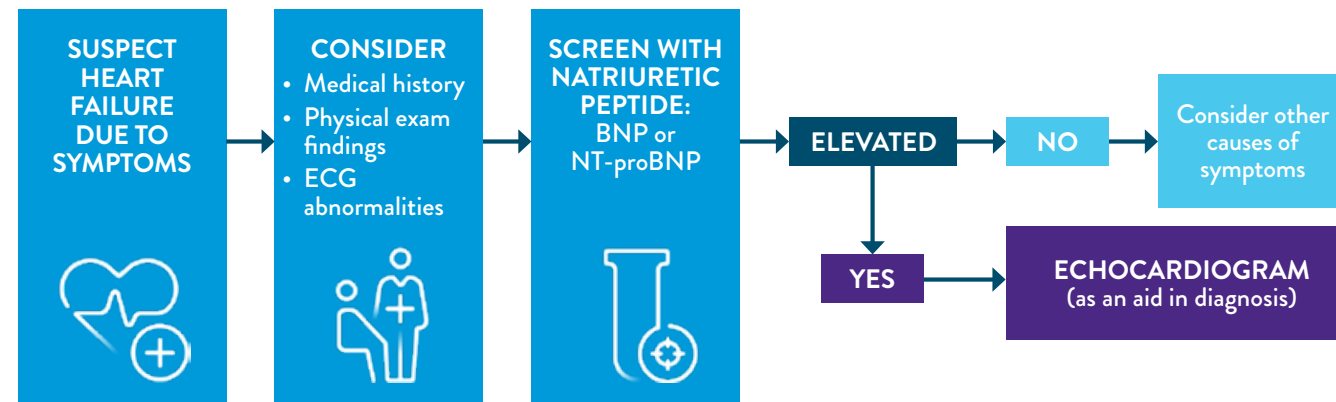 SUSPECT
HEART
FAILURE
DUE TO
SYMPTOMS
CONSIDER
• Medical history
• Physical exam
findings
• ECG
abnormalities
SCREEN WITH
NATRIURETIC
PEPTIDE:
BNP or
NT-proBNP
ELEVATED
NO
Consider other
causes of
symptoms
YES
ECHOCARDIOGRAM
(as an aid in diagnosis)